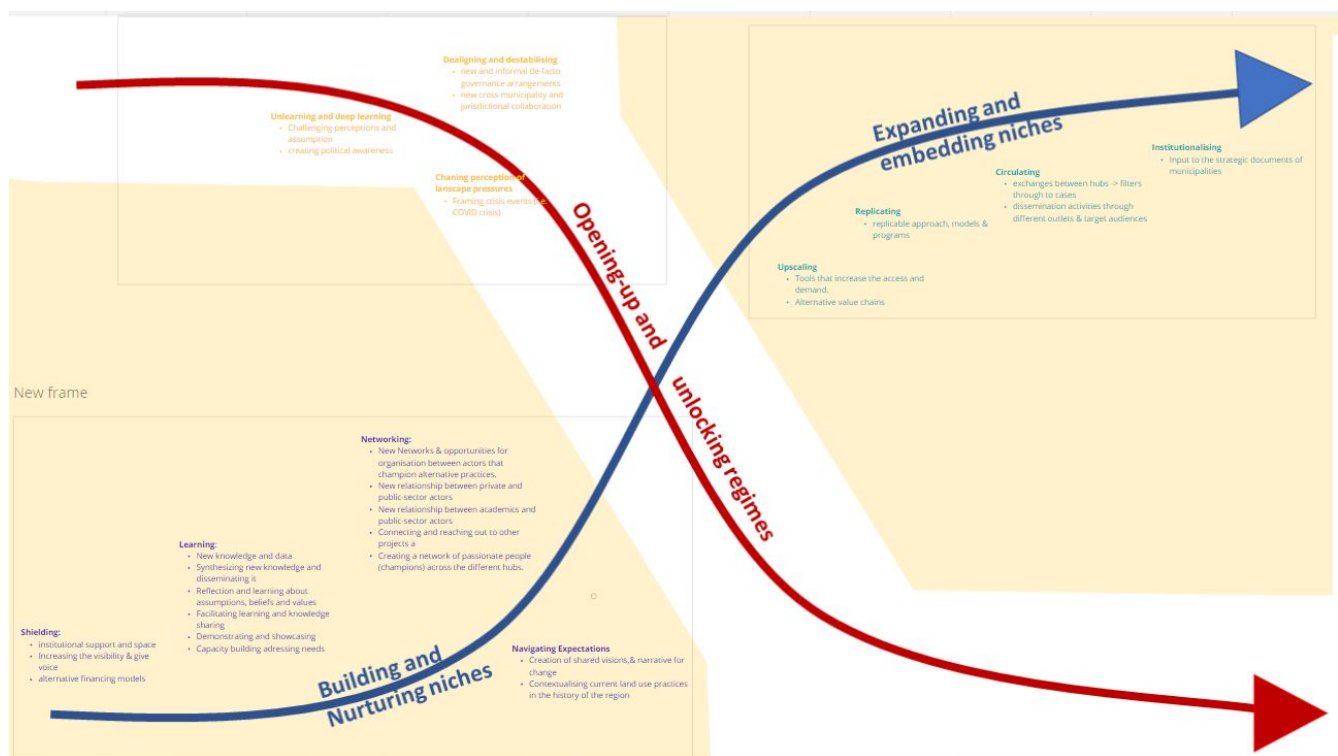 Dealigning and destabilising
• new and informal de-facto
governance arrangements
• new cross municipality and
jurisdictional collaboration
Unlearning and deep learning
• Challenging perceptions and
assumption
• creating political awareness
Chaning perception of
lanscape pressures
• Framing crisis events (i.e.
COVID crisis)
Opening-up and
unlocking regimes
Expanding and
embedding niches
Institutionalising
• Input to the strategic documents of
municipalities
Circulating
• exchanges between hubs -> filters
through to cases
• dissemination activities through
different outlets & target audiences
Replicating
• replicable approach, models &
programs
Upscaling
• Tools that increase the access and
demand.
• Alternative value chains
New frame
Networking:
• New Networks & opportunities for
organisation between actors that
champion alternative practices.
• New relationship between private and
public-sector actors
• New relationship between academics and
public-sector actors
• Connecting and reaching out to other
projects a
• Creating a network of passionate people
(champions) across the different hubs.
Learning:
• New knowledge and data
• Synthesizing new knowledge and
disseminating it
• Reflection and learning about
assumptions, beliefs and values
• Facilitating learning and knowledge
sharing
• Demonstrating and showcasing
• Capacity building adressing needs
Shielding:
• institutional support and space
• Increasing the visibility & give
voice
• alternative financing models
Building and
Nurturing niches
Navigating Expectations
• Creation of shared visions,& narrative for
change
• Contextualising current land use practices
in the history of the region